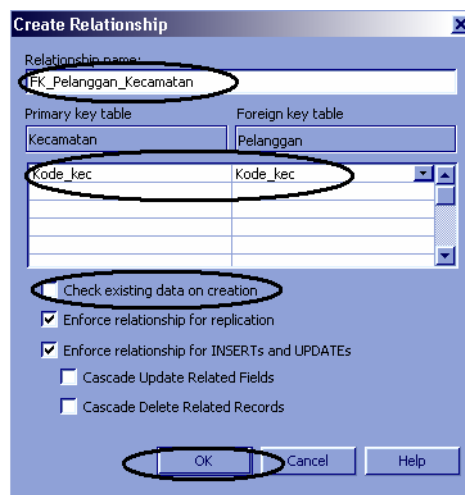 Create Relationship
Relationship name:
FK_Pelanggan_Kecamatan
Primary key table Foreign key table
Kecamatan Pelanggan
Kode_kec Kode_kec
Check existing data on creation
Enforce relationship for replication
Enforce relationship for INSERTs and UPDATEs
Cascade Update Related Fields
Cascade Delete Related Records
OK Cancel Help